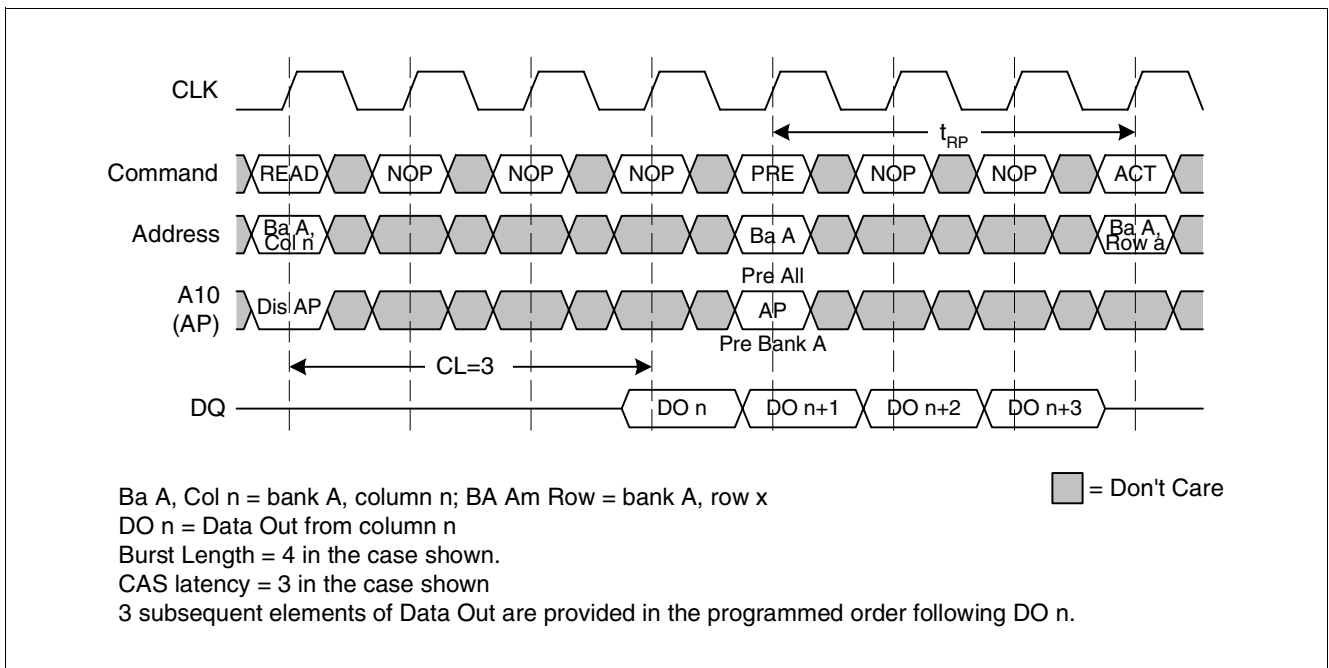 CLK
t_RP
Command READ NOP NOP NOP PRE NOP NOP ACT
Address Ba A, Col n Ba A Ba A, Row a
Pre All
A10 (AP) Dis AP AP
Pre Bank A
CL=3
DQ DO n DO n+1 DO n+2 DO n+3
Ba A, Col n = bank A, column n; BA Am Row = bank A, row x
= Don't Care
DO n = Data Out from column n
Burst Length = 4 in the case shown.
CAS latency = 3 in the case shown
3 subsequent elements of Data Out are provided in the programmed order following DO n.